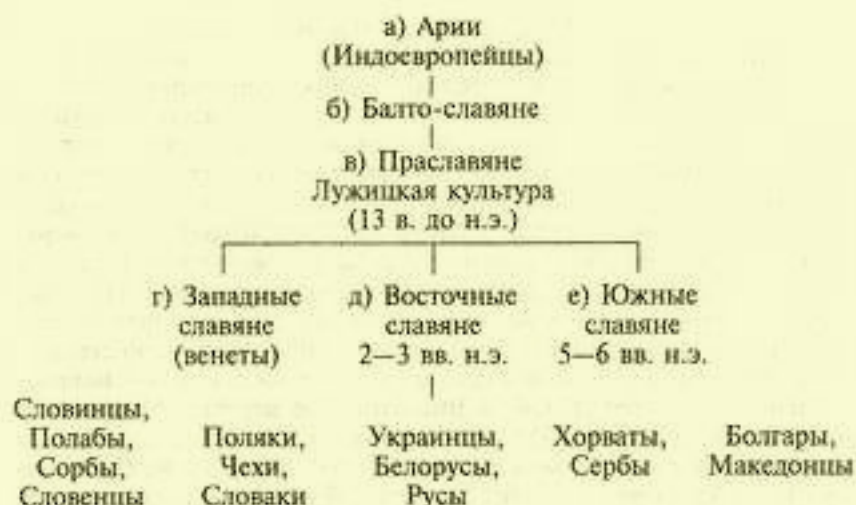 а) Арии
(Индоевропейцы)
б) Балто-славяне
в) Праславяне
Лужицкая культура
(13 в. до н.э.)
г) Западные
славяне
(венеты)
д) Восточные
славяне
2—3 вв. н.э.
е) Южные
славяне
5—6 вв. н.э.
Словинцы,
Полабы,
Сорбы,
Словенцы
Поляки,
Чехи,
Словаки
Украинцы,
Белорусы,
Русы
Хорваты,
Сербы
Болгары,
Македонцы